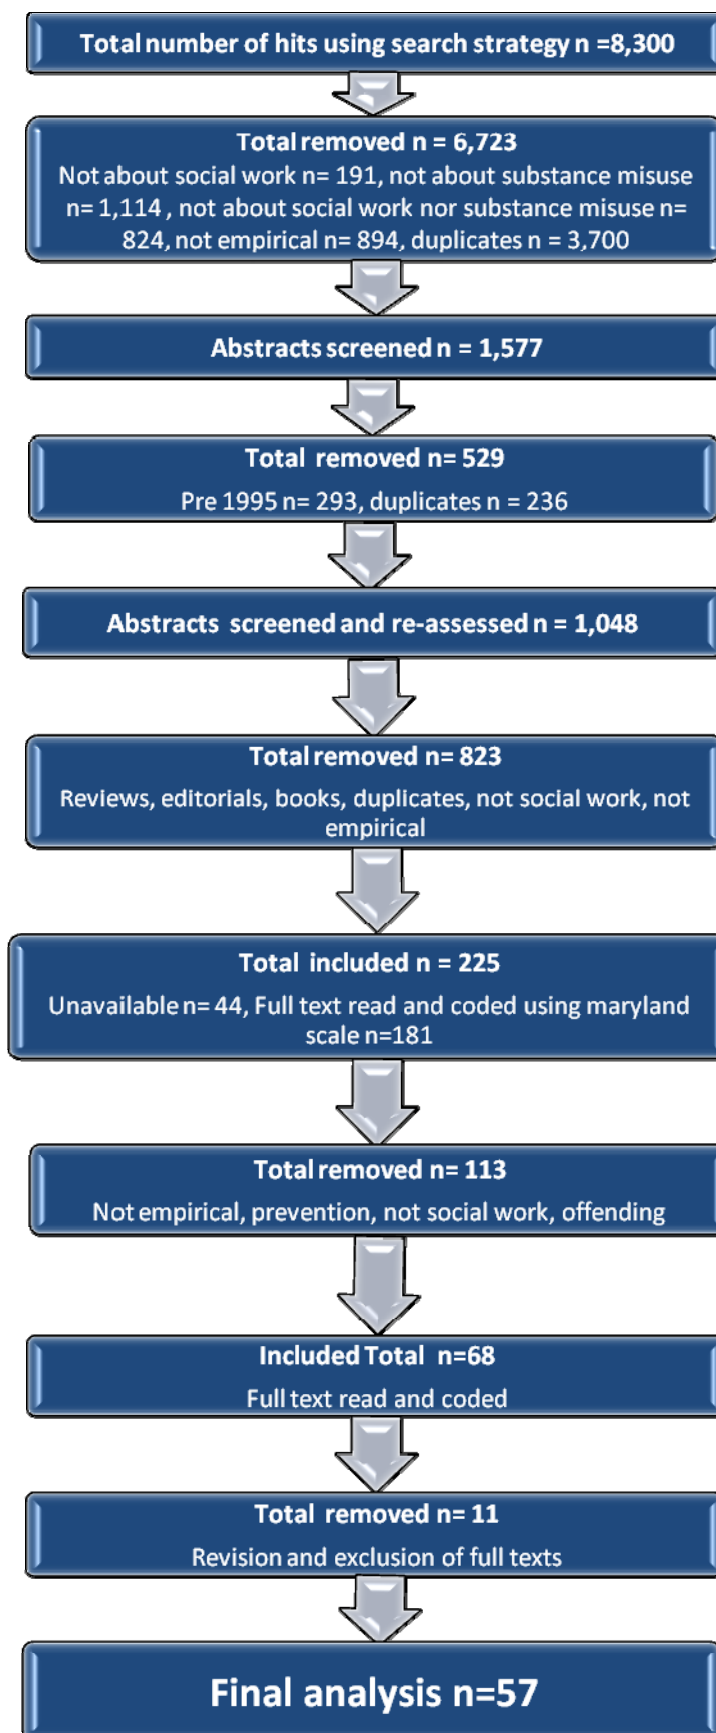 Total number of hits using search strategy n =8,300
Total removed n = 6,723
Not about social work n= 191, not about substance misuse
n= 1,114 , not about social work nor substance misuse n=
824, not empirical n= 894, duplicates n = 3,700
Abstracts screened n = 1,577
Total removed n= 529
Pre 1995 n= 293, duplicates n = 236
Abstracts screened and re-assessed n = 1,048
Total removed n= 823
Reviews, editorials, books, duplicates, not social work, not
empirical
Total included n = 225
Unavailable n= 44, Full text read and coded using maryland
scale n=181
Total removed n= 113
Not empirical, prevention, not social work, offending
Included Total n=68
Full text read and coded
Total removed n= 11
Revision and exclusion of full texts
Final analysis n=57